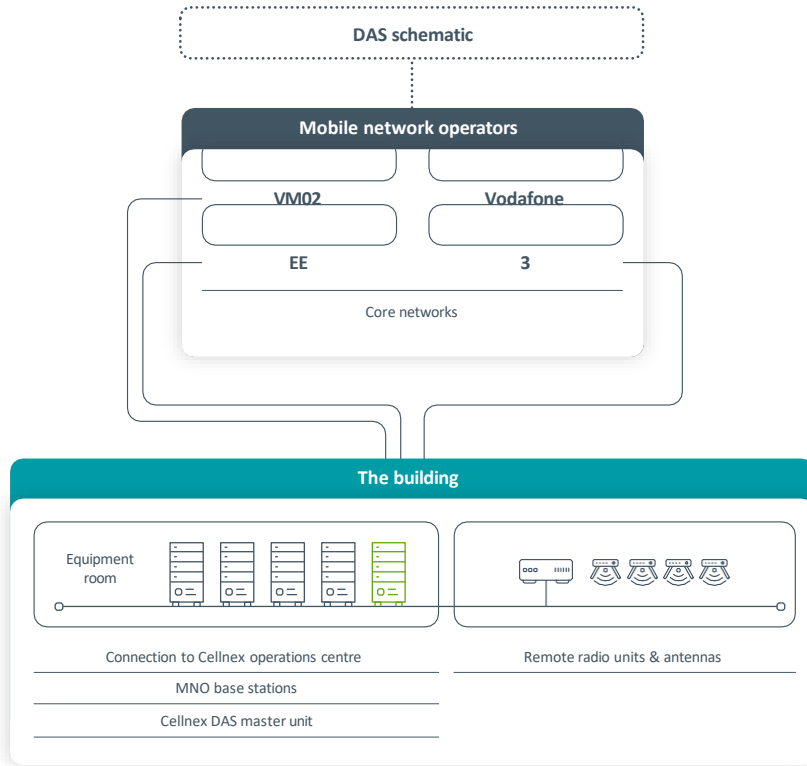 DAS schematic
Mobile network operators
VM02
Vodafone
EE
3
Core networks
The building
Equipment
room
Connection to Cellnex operations centre
Remote radio units & antennas
MNO base stations
Cellnex DAS master unit